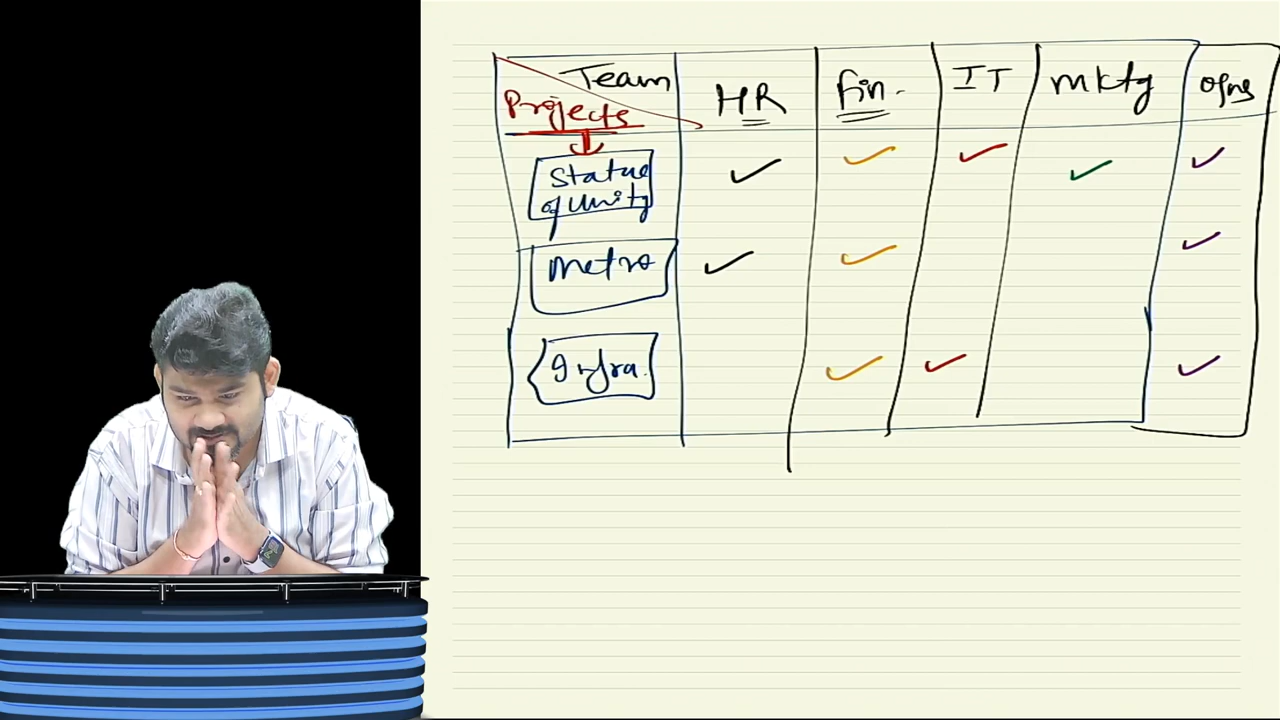 Team
Projects
HR
Fin.
IT
Mktg
Opns
Statue
of Unity
Metro
Infra.